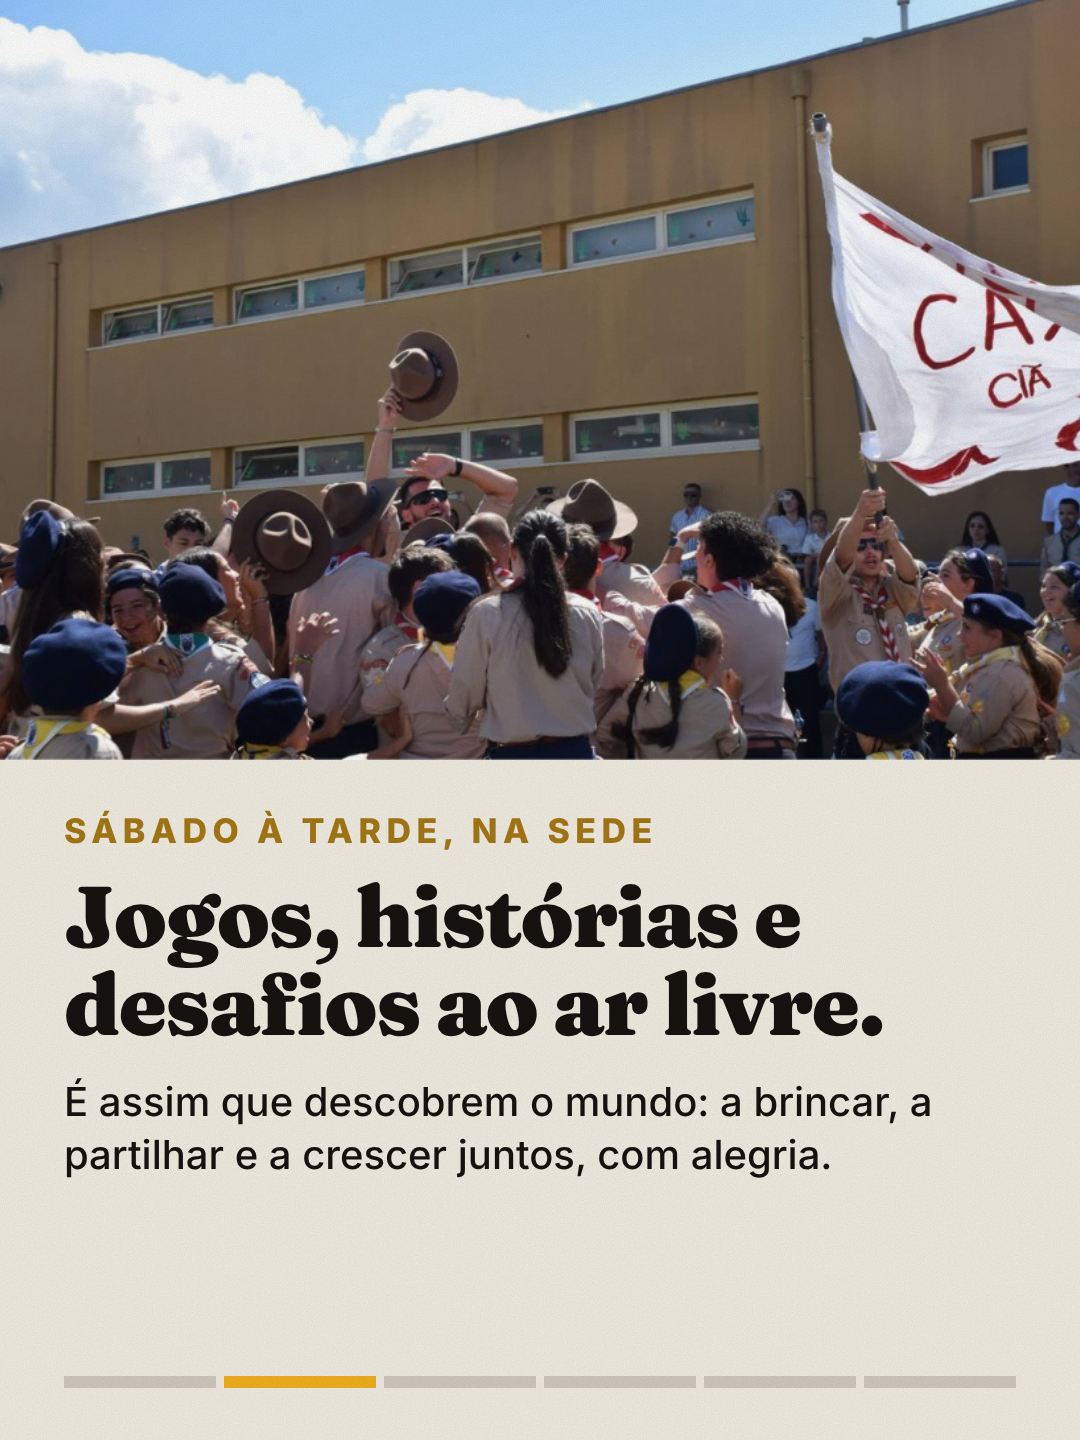 CIA
SÁBADO À TARDE, NA SEDE
Jogos, histórias e
desafios ao ar livre.
É assim que descobrem o mundo: a brincar, a
partilhar e a crescer juntos, com alegria.